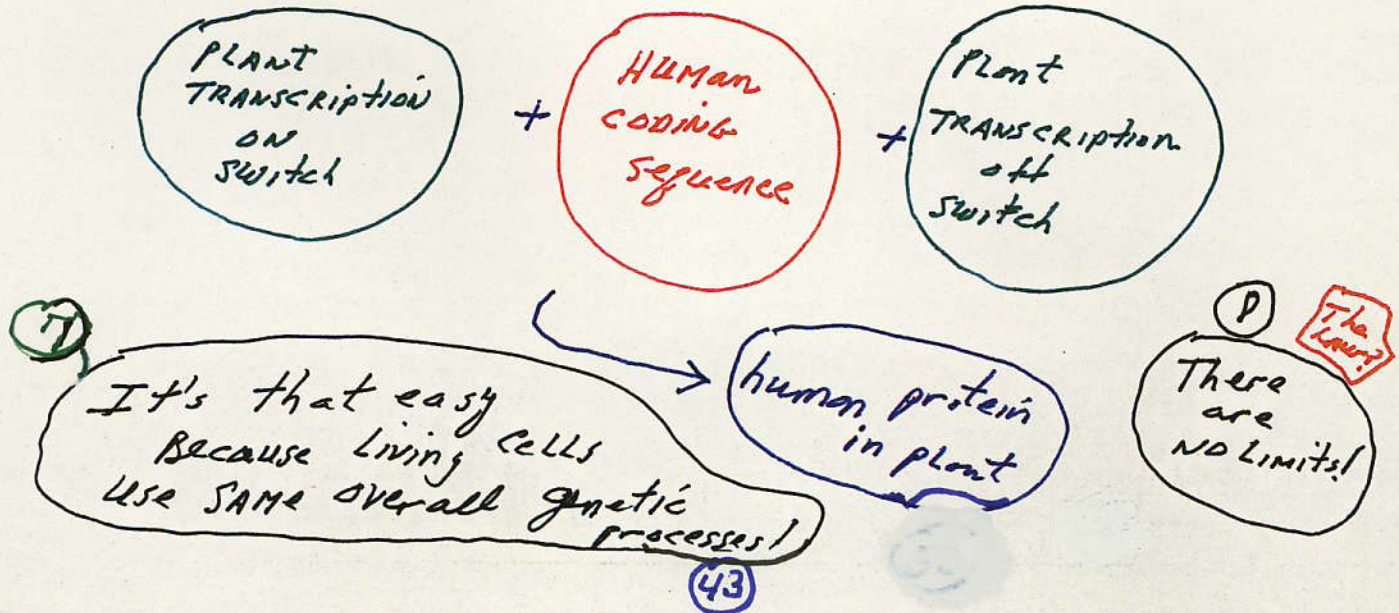 PLANT
TRANSCRIPTION
ON
SWITCH
+
HUMAN
CODING
Sequence
+
PLant
TRANSCRIPTION
off
switch
It's that easy
Because Living cells
Use SAME overall genetic
processes!
human protein
in plant
P
The
There
are
NO LIMITS!
43